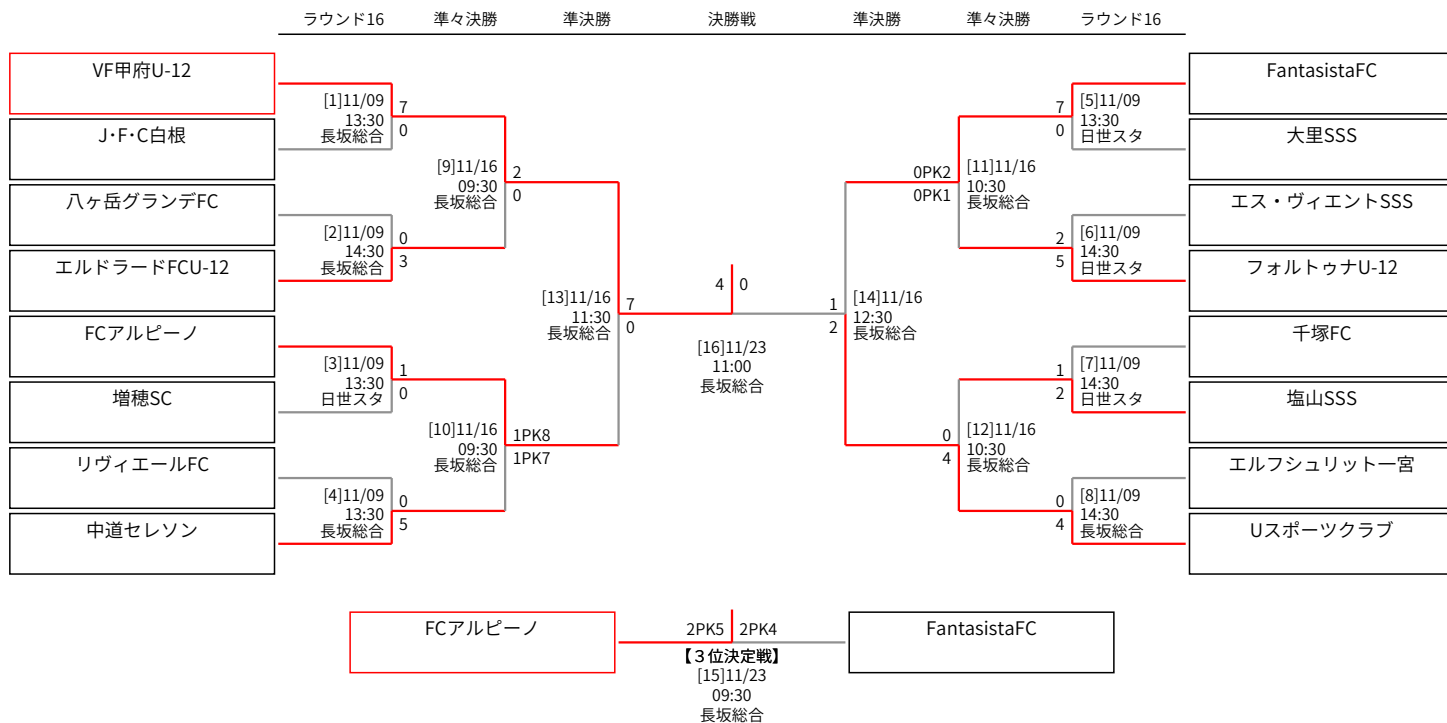 ラウンド16 準々決勝 準決勝 決勝戦 準決勝 準々決勝 ラウンド16
VF甲府U-12
[1]11/09
13:30
長坂総合
7
0
J･F･C白根
[9]11/16
09:30
長坂総合
2
0
八ヶ岳グランデFC
[2]11/09
14:30
長坂総合
0
3
エルドラードFCU-12
[13]11/16
11:30
長坂総合
7
0
FCアルピーノ
[3]11/09
13:30
日世スタ
1
0
増穂SC
[10]11/16
09:30
長坂総合
1PK8
1PK7
リヴィエールFC
[4]11/09
13:30
長坂総合
0
5
中道セレソン
4 0
[16]11/23
11:00
長坂総合
FantasistaFC
7
0
[5]11/09
13:30
日世スタ
大里SSS
0PK2
0PK1
[11]11/16
10:30
長坂総合
エス・ヴィエントSSS
2
5
[6]11/09
14:30
日世スタ
フォルトゥナU-12
1
2
[14]11/16
12:30
長坂総合
千塚FC
1
2
[7]11/09
14:30
日世スタ
塩山SSS
0
4
[12]11/16
10:30
長坂総合
エルフシュリット一宮
0
4
[8]11/09
14:30
長坂総合
Uスポーツクラブ
FCアルピーノ
2PK5 2PK4
FantasistaFC
【３位決定戦】
[15]11/23
09:30
長坂総合